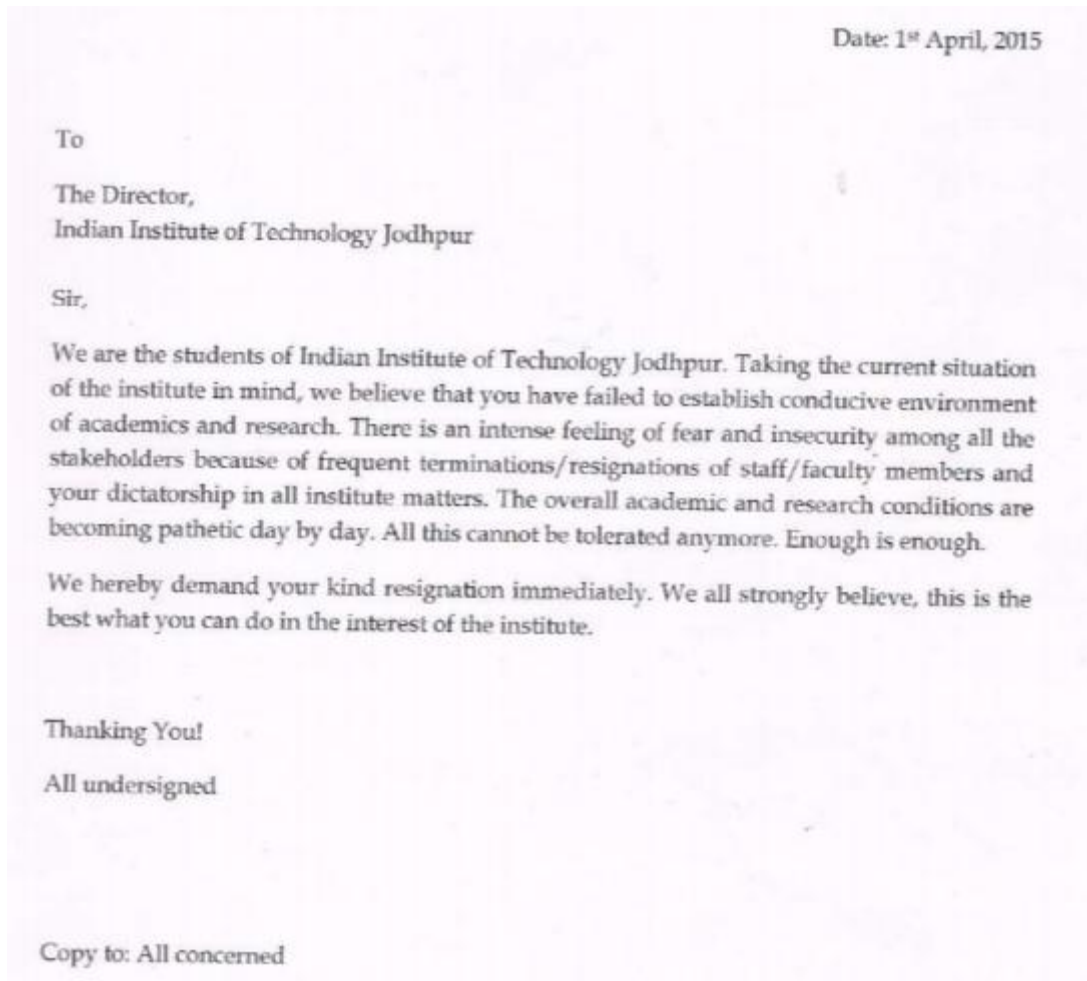 Date: 1st April, 2015
To
The Director,
Indian Institute of Technology Jodhpur
Sir,
We are the students of Indian Institute of Technology Jodhpur. Taking the current situation
of the institute in mind, we believe that you have failed to establish conducive environment
of academics and research. There is an intense feeling of fear and insecurity among all the
stakeholders because of frequent terminations/resignations of staff/faculty members and
your dictatorship in all institute matters. The overall academic and research conditions are
becoming pathetic day by day. All this cannot be tolerated anymore. Enough is enough.
We hereby demand your kind resignation immediately. We all strongly believe, this is the
best what you can do in the interest of the institute.
Thanking You!
All undersigned
Copy to: All concerned